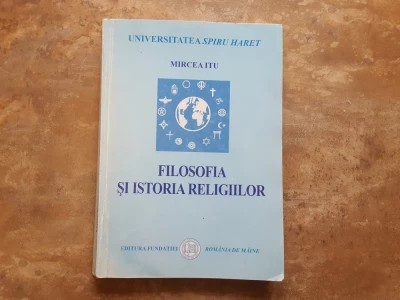 UNIVERSITATEA SPIRU HARET
MIRCEA ITU
FILOSOFIA
ȘI ISTORIA RELIGIILOR
EDITURA FUNDAȚIEI ROMÂNIA DE MÂINE